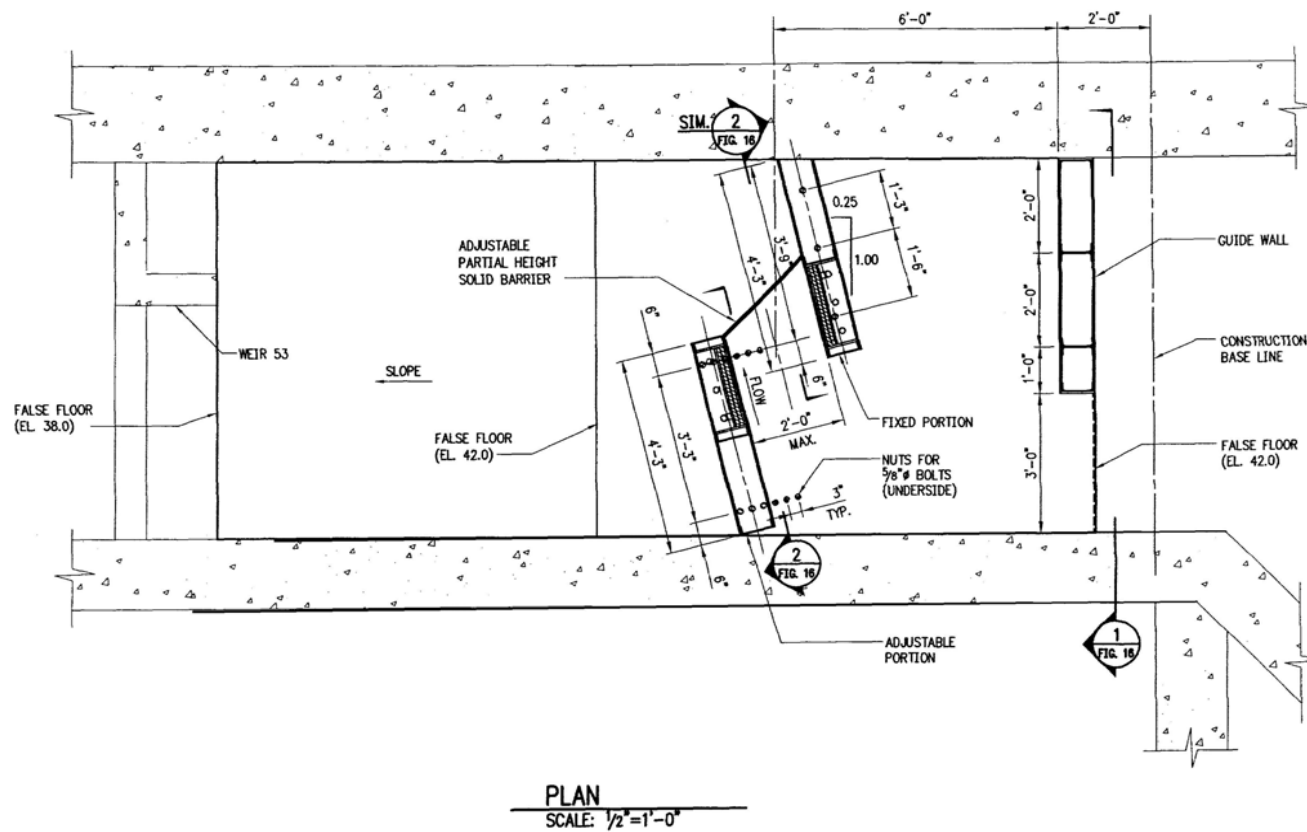 6'-0"
2'-0"
SIM.
2
FIG. 16
ADJUSTABLE
PARTIAL HEIGHT
SOLID BARRIER
4'-3"
3'-9"
1'-3"
1'-6"
0.25
1.00
2'-0"
2'-0"
1'-0"
3'-0"
GUIDE WALL
CONSTRUCTION
BASE LINE
WEIR 53
SLOPE
FALSE FLOOR
(EL. 38.0)
FALSE FLOOR
(EL. 42.0)
6"
4'-3"
3'-3"
6"
FLOW
6"
2'-0"
MAX.
FIXED PORTION
NUTS FOR
5/8"ø BOLTS
(UNDERSIDE)
3"
TYP.
FALSE FLOOR
(EL. 42.0)
2
FIG. 16
1
FIG. 16
ADJUSTABLE
PORTION
PLAN
SCALE: 1/2"=1'-0"